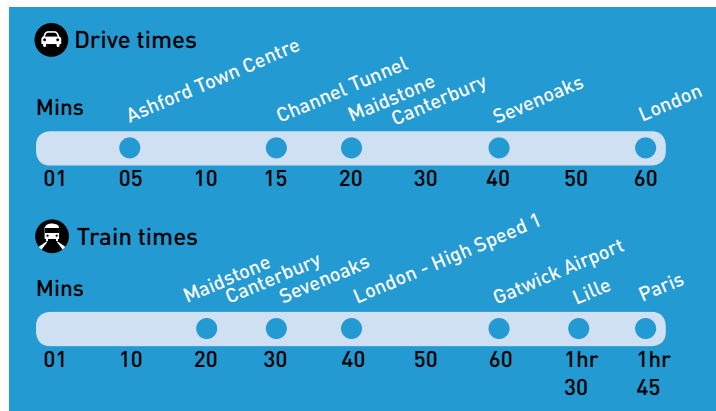 Drive times
Mins
Ashford Town Centre
Channel Tunnel
Maidstone
Canterbury
Sevenoaks
London
01 05 10 15 20 30 40 50 60
Train times
Mins
Maidstone
Canterbury
Sevenoaks
London - High Speed 1
Gatwick Airport
Lille
Paris
01 10 20 30 40 50 60 1hr 1hr
30 45